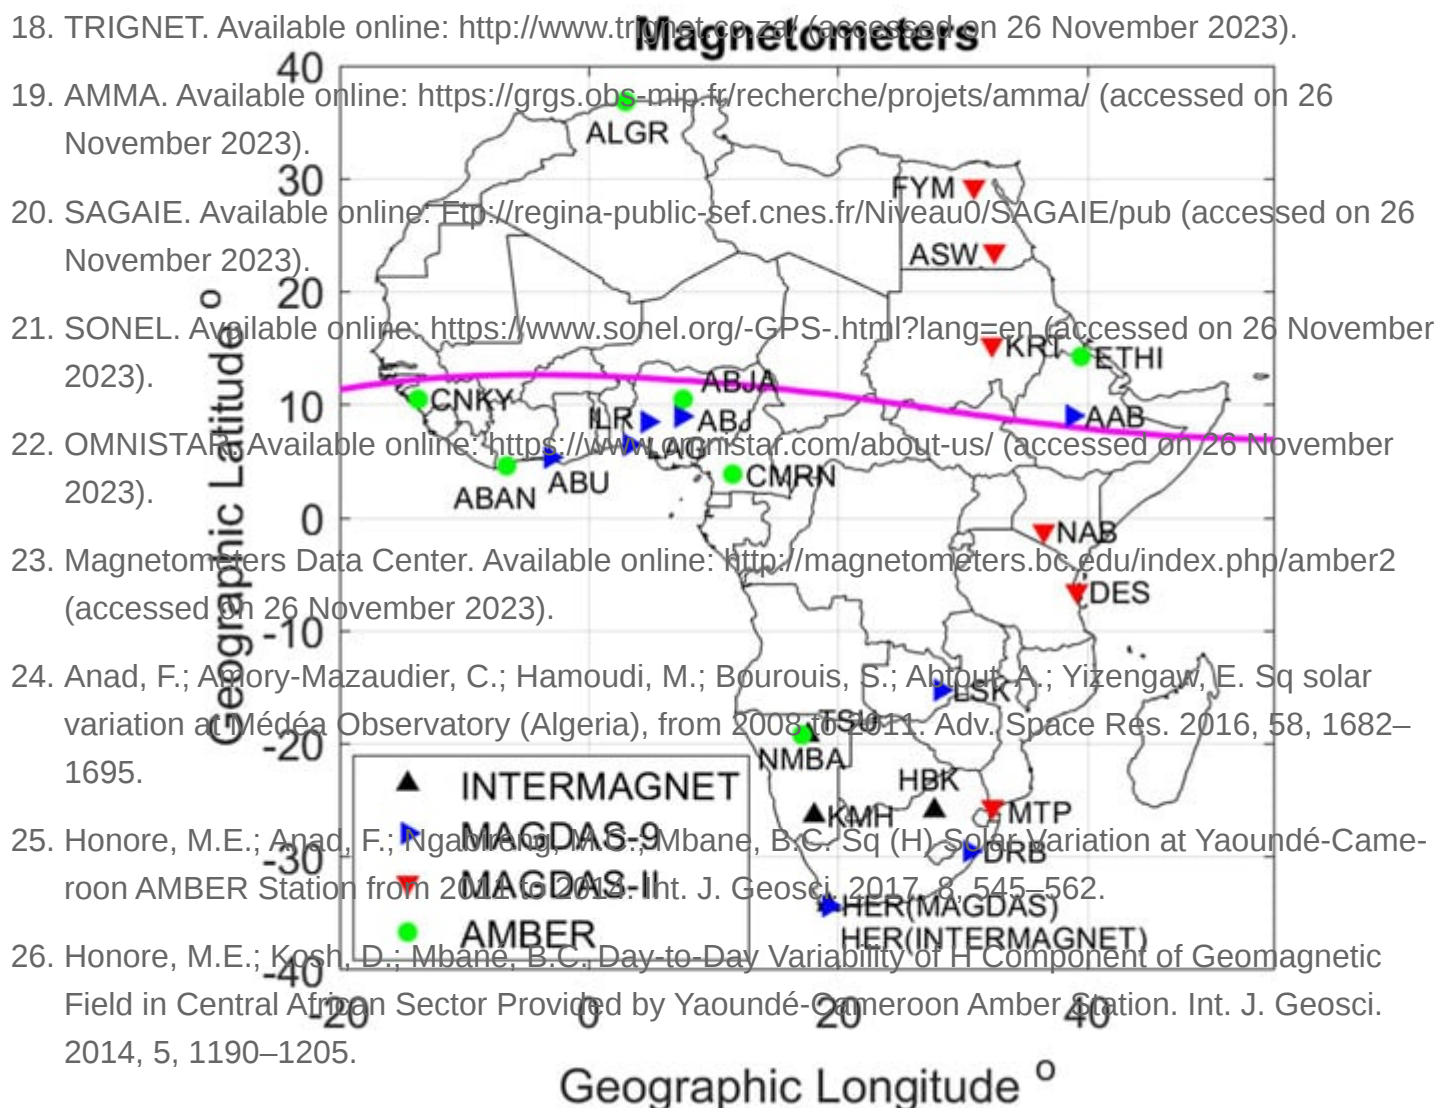 18. TRIGNET. Available online: http://www.trignet.co.za/ (accessed on 26 November 2023).
19. AMMA. Available online: https://grgs.obs-mip.fr/recherche/projets/amma/ (accessed on 26
November 2023).
20. SAGAIE. Available online: Ftp://regina-public-sef.cnes.fr/Niveau0/SAGAIE/pub (accessed on 26
November 2023).
21. SONEL. Available online: https://www.sonel.org/-GPS-.html?lang=en (accessed on 26 November
2023).
22. OMNISTAR. Available online: https://www.omnistar.com/about-us/ (accessed on 26 November
2023).
23. Magnetometers Data Center. Available online: http://magnetometers.bc.edu/index.php/amber2
(accessed on 26 November 2023).
24. Anad, F.; Amory-Mazaudier, C.; Hamoudi, M.; Bourouis, S.; Abtout, A.; Yizengaw, E. Sq solar
variation at Médéa Observatory (Algeria), from 2008 to 2011. Adv. Space Res. 2016, 58, 1682–
1695.
25. Honore, M.E.; Anad, F.; Ngabireng, M.C.; Mbane, B.C. Sq (H) Solar Variation at Yaoundé-Came-
roon AMBER Station from 2011 to 2014. Int. J. Geosci. 2017, 8, 545–562.
26. Honore, M.E.; Kosh, D.; Mbané, B.C. Day-to-Day Variability of H Component of Geomagnetic
Field in Central African Sector Provided by Yaoundé-Cameroon Amber Station. Int. J. Geosci.
2014, 5, 1190–1205.
Magnetometers
40
30
20
10
0
-10
-20
-30
-40
Geographic Latitude °
ALGR
FYM
ASW
KRT
ETHI
ABJA
CNKY
ILR
ABJ
AAB
LAG
ABAN
ABU
CMRN
NAB
DES
LSK
TSU
NMBA
HBK
KMH
MTP
DRB
HER(MAGDAS)
HER(INTERMAGNET)
INTERMAGNET
MAGDAS-9
MAGDAS-II
AMBER
-20
0
20
40
Geographic Longitude °